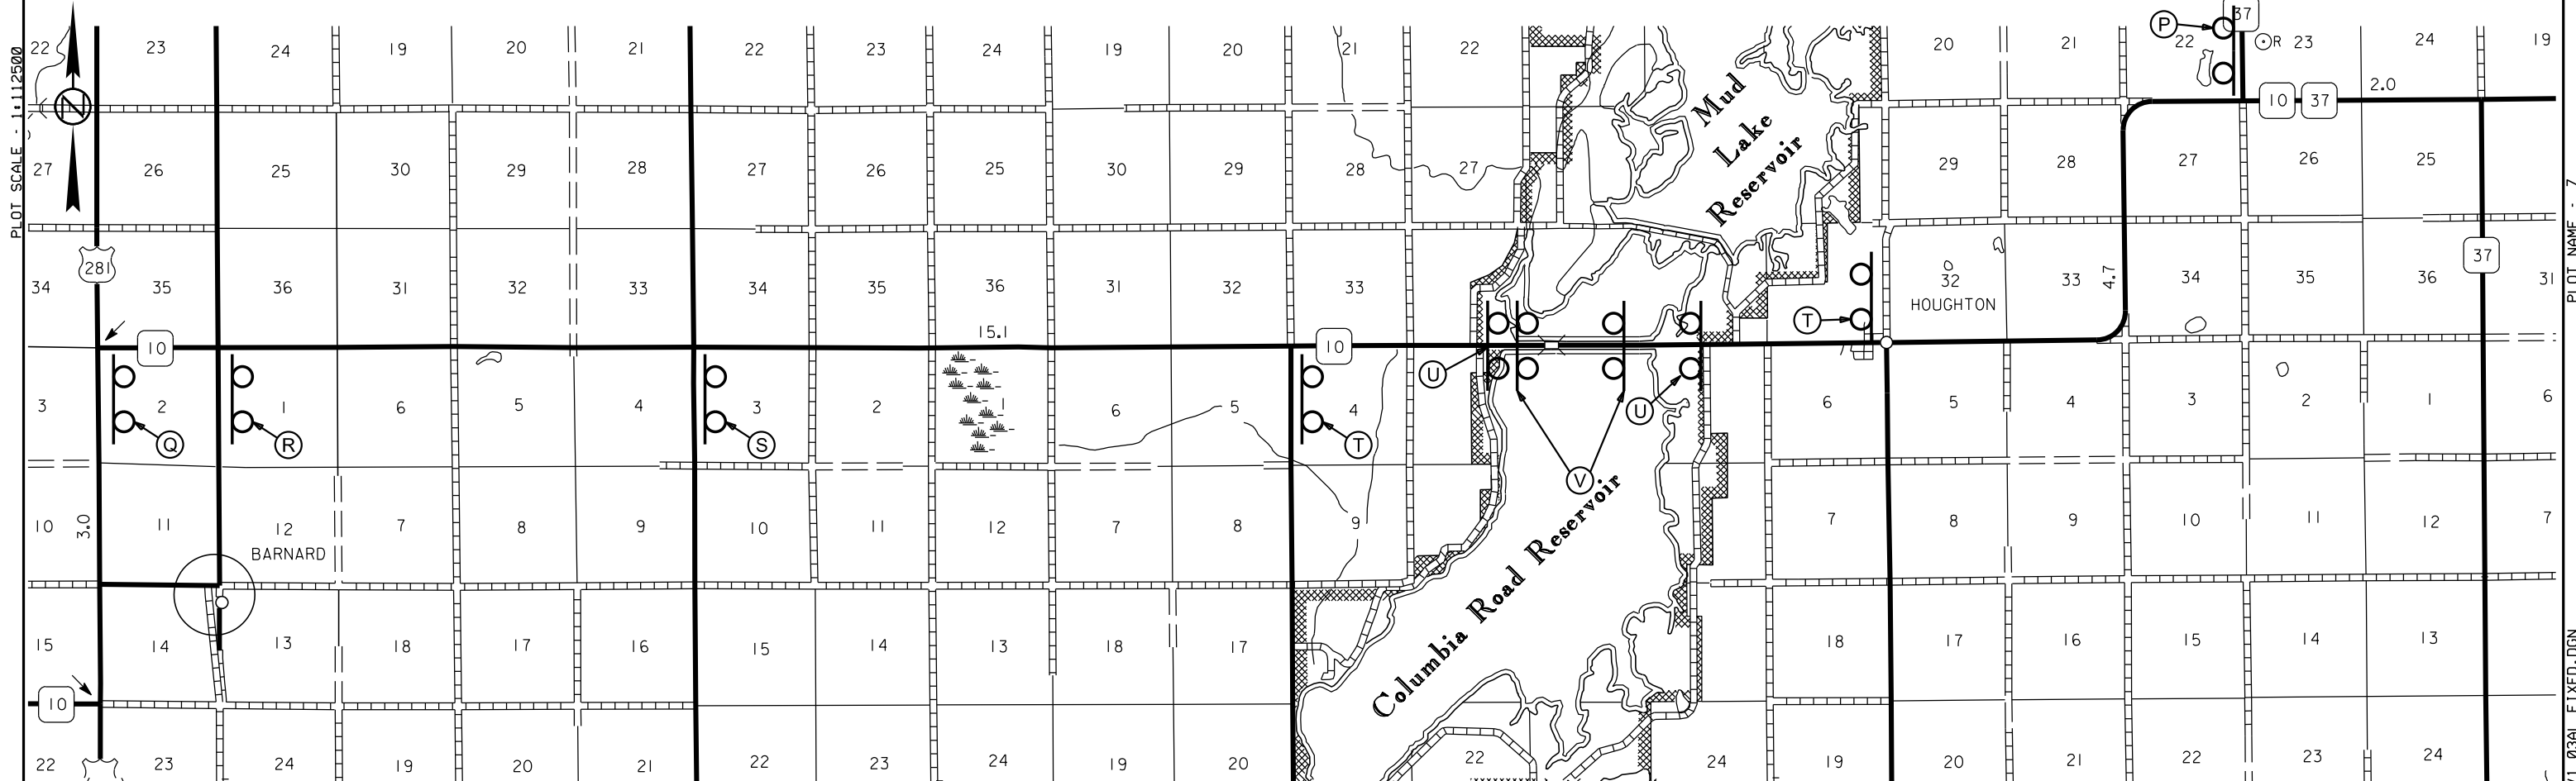 37
P
22 23 24 19 20 21 22 23 24 19 20 21 22 20 21 22 R 23 24 19
N
PLOT SCALE - 1:112500
Mud
Lake
Reservoir
10 37
2.0
27 26 25 30 29 28 27 26 25 30 29 28 27 29 28 27 26 25
281
37
34 35 36 31 32 33 34 35 36 31 32 33 32 33 34 35 36 31
HOUGHTON
4.7
T
PLOT NAME - 7
15.1
10
10
U
3 2 1 6 5 4 3 2 1 6 5 4 6 5 4 3 2 1 6
Q R S T U
V
10 11 12 7 8 9 10 11 12 7 8 9 7 8 9 10 11 12 7
3.0
BARNARD
Columbia Road Reservoir
15 14 13 18 17 16 15 14 13 18 17 18 17 16 15 14 13
10
22 23 24 19 20 21 22 23 24 19 20 22 24 19 20 21 22 23 24